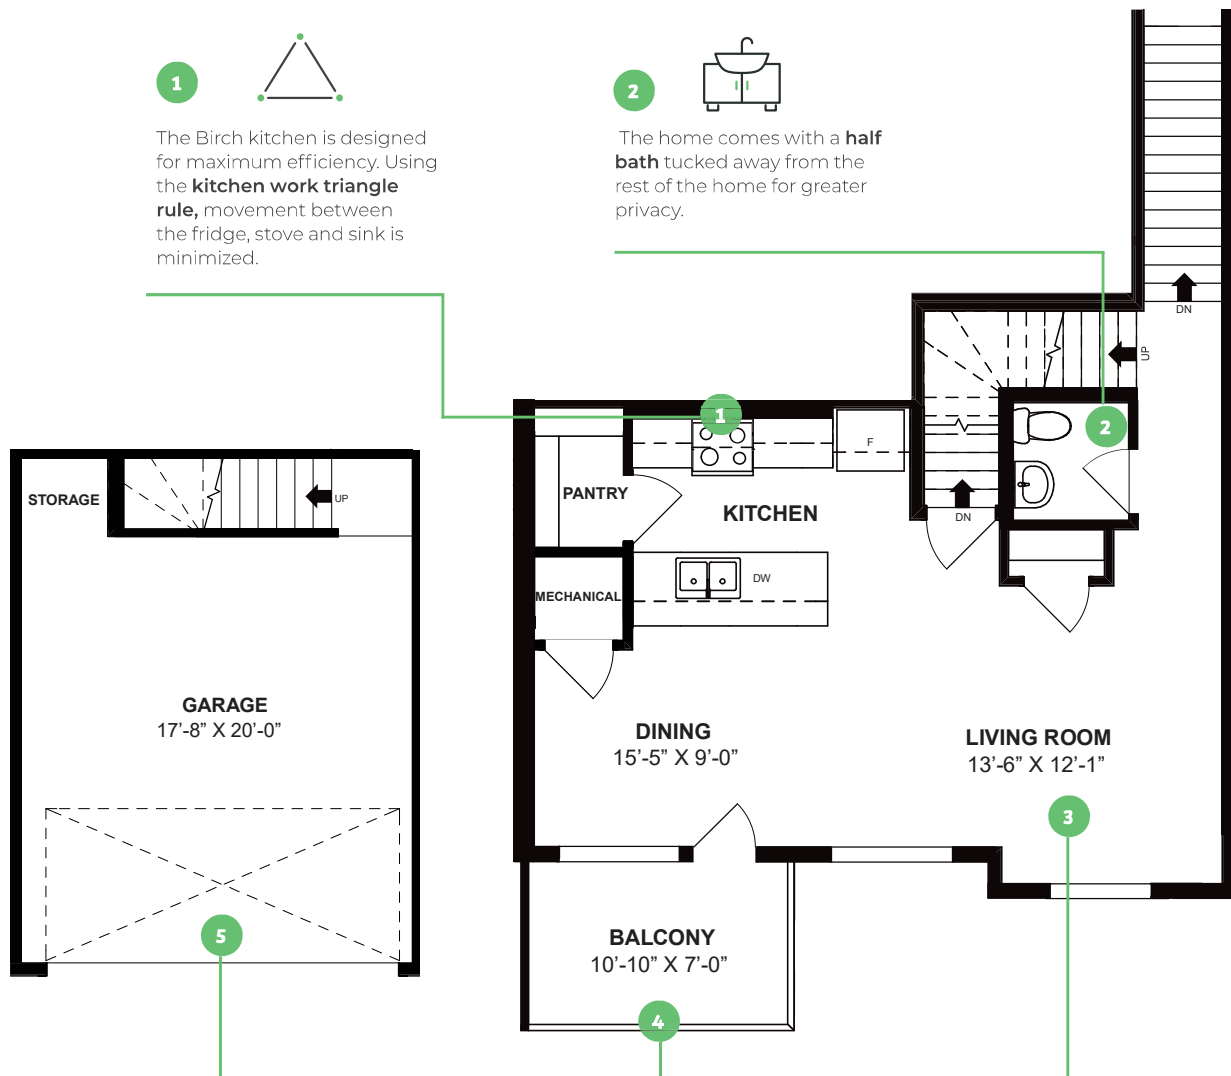 1
The Birch kitchen is designed
for maximum efficiency. Using
the kitchen work triangle
rule, movement between
the fridge, stove and sink is
minimized.
2
The home comes with a half
bath tucked away from the
rest of the home for greater
privacy.
DN
UP
1
2
F
STORAGE
UP
PANTRY
KITCHEN
DN
MECHANICAL
DW
GARAGE
17’-8” X 20’-0”
DINING
15’-5” X 9’-0”
LIVING ROOM
13’-6” X 12’-1”
3
5
BALCONY
10’-10” X 7’-0”
4